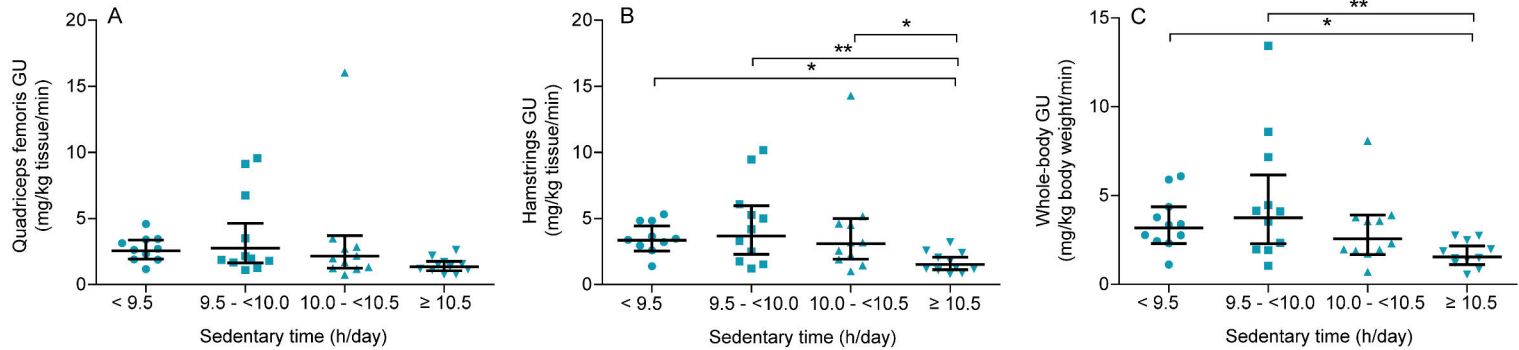 A
Quadriceps femoris GU
(mg/kg tissue/min)
20
15
10
5
0
< 9.5
9.5 - <10.0
10.0 - <10.5
≥ 10.5
Sedentary time (h/day)
B
Hamstrings GU
(mg/kg tissue/min)
20
15
10
5
0
*
**
*
< 9.5
9.5 - <10.0
10.0 - <10.5
≥ 10.5
Sedentary time (h/day)
C
Whole-body GU
(mg/kg body weight/min)
15
10
5
0
**
*
< 9.5
9.5 - <10.0
10.0 - <10.5
≥ 10.5
Sedentary time (h/day)